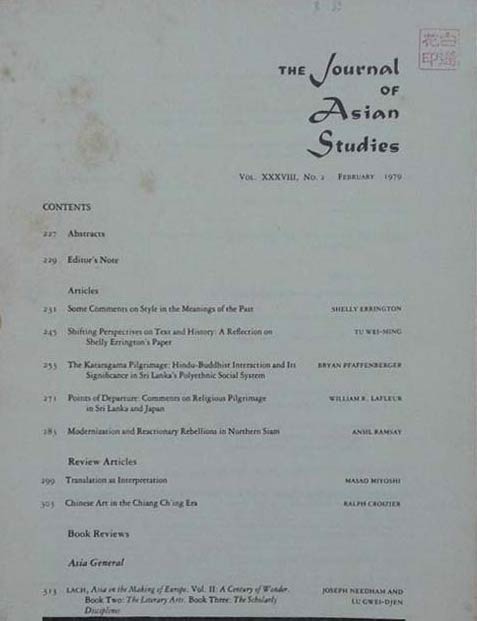 THE Journal
OF
Asian
Studies
VOL. XXXVIII, No. 2 FEBRUARY 1979
CONTENTS
227 Abstracts
229 Editor's Note
Articles
231 Some Comments on Style in the Meanings of the Past SHELLY ERRINGTON
245 Shifting Perspectives on Text and History: A Reflection on TU WEI-MING
Shelly Errington's Paper
253 The Kataragama Pilgrimage: Hindu-Buddhist Interaction and Its BRYAN PFAFFENBERGER
Significance in Sri Lanka's Polyethnic Social System
271 Points of Departure: Comments on Religious Pilgrimage WILLIAM R. LAFLEUR
in Sri Lanka and Japan
283 Modernization and Reactionary Rebellions in Northern Siam ANSIL RAMSAY
Review Articles
299 Translation as Interpretation MASAO MIYOSHI
303 Chinese Art in the Chiang Ch'ing Era RALPH CROIZIER
Book Reviews
Asia General
313 LACH, Asia in the Making of Europe. Vol. II: A Century of Wonder. JOSEPH NEEDHAM AND
Book Two: The Literary Arts. Book Three: The Scholarly LU GWEI-DJEN
Disciplines